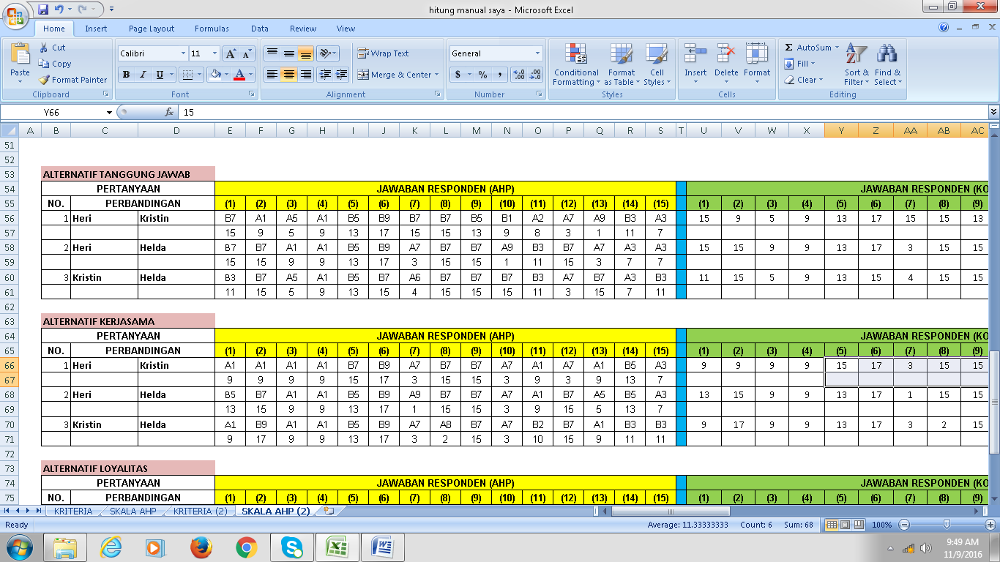 hitung manual saya - Microsoft Excel
Home Insert Page Layout Formulas Data Review View
Paste Cut Copy Format Painter Clipboard
Calibri 11 A A B I U A Font
Wrap Text Merge & Center Alignment
General $ % , Number
Conditional Formatting Format as Table Cell Styles Styles
Insert Delete Format Cells
AutoSum Fill Clear Sort & Filter Find & Select Editing
Y66 fx 15
A B C D E F G H I J K L M N O P Q R S T U V W X Y Z AA AB AC
51
52
53 ALTERNATIF TANGGUNG JAWAB
54 PERTANYAAN JAWABAN RESPONDEN (AHP) JAWABAN RESPONDEN (KO
55 NO. PERBANDINGAN (1) (2) (3) (4) (5) (6) (7) (8) (9) (10) (11) (12) (13) (14) (15) (1) (2) (3) (4) (5) (6) (7) (8) (9)
56 1 Heri Kristin B7 A1 A5 A1 B5 B9 B7 B7 B5 B1 A2 A7 A9 B3 A3 15 9 5 9 13 17 15 15 13
57 15 9 5 9 13 17 15 15 13 9 8 3 1 11 7
58 2 Heri Helda B7 B7 A1 A1 B5 B9 A7 B7 B7 A9 B3 B7 A7 A3 A3 15 15 9 9 13 17 3 15 15
59 15 15 9 9 13 17 3 15 15 1 11 15 3 7 7
60 3 Kristin Helda B3 B7 A5 A1 B5 B7 A6 B7 B7 B7 B3 A7 B7 A3 B3 11 15 5 9 13 15 4 15 15
61 11 15 5 9 13 15 4 15 15 15 11 3 15 7 11
62
63 ALTERNATIF KERJASAMA
64 PERTANYAAN JAWABAN RESPONDEN (AHP) JAWABAN RESPONDEN (KO
65 NO. PERBANDINGAN (1) (2) (3) (4) (5) (6) (7) (8) (9) (10) (11) (12) (13) (14) (15) (1) (2) (3) (4) (5) (6) (7) (8) (9)
66 1 Heri Kristin A1 A1 A1 A1 B7 B9 A7 B7 B7 A7 A1 A7 A1 B5 A3 9 9 9 9 15 17 3 15 15
67 9 9 9 9 15 17 3 15 15 3 9 3 9 13 7
68 2 Heri Helda B5 B7 A1 A1 B5 B9 A9 B7 B7 A7 A1 B7 A5 B5 A3 13 15 9 9 13 17 1 15 15
69 13 15 9 9 13 17 1 15 15 3 9 15 5 13 7
70 3 Kristin Helda A1 B9 A1 A1 B5 B9 A7 A8 B7 A7 B2 B7 A1 B3 B3 9 17 9 9 13 17 3 2 15
71 9 17 9 9 13 17 3 2 15 3 10 15 9 11 11
72
73 ALTERNATIF LOYALITAS
74 PERTANYAAN JAWABAN RESPONDEN (AHP) JAWABAN RESPONDEN (KO
75 NO. PERBANDINGAN (1) (2) (3) (4) (5) (6) (7) (8) (9) (10) (11) (12) (13) (14) (15) (1) (2) (3) (4) (5) (6) (7) (8) (9)
KRITERIA SKALA AHP KRITERIA (2) SKALA AHP (2)
Ready Average: 11.33333333 Count: 6 Sum: 68 100%
9:49 AM
11/9/2016